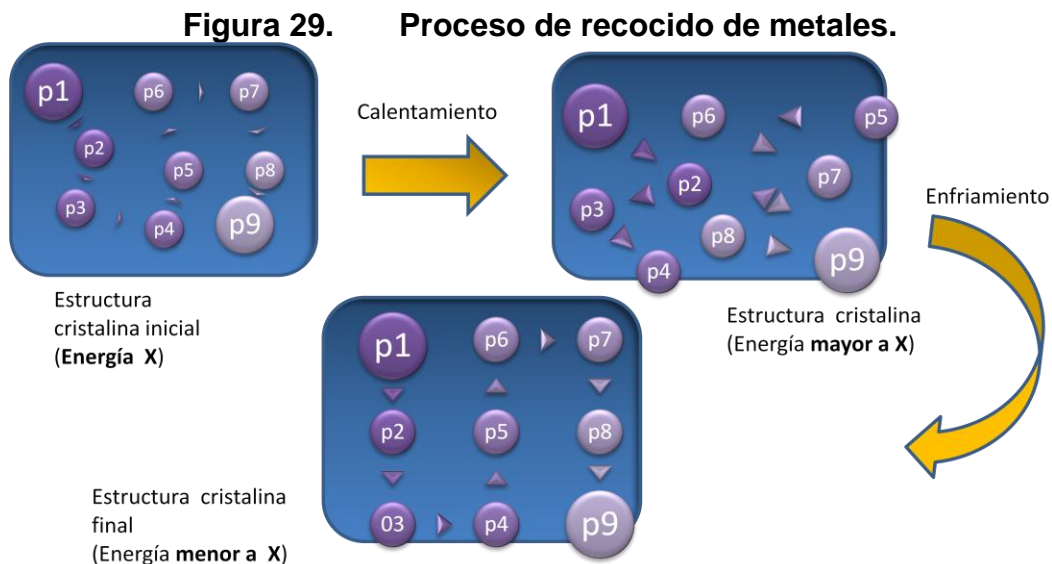 Figura 29. Proceso de recocido de metales.
p1
p6
p7
p2
p5
p8
p3
p4
p9
Estructura
cristalina inicial
(Energía X)
Calentamiento
p1
p6
p5
p2
p7
p3
p8
p4
p9
Estructura cristalina
(Energía mayor a X)
Enfriamiento
p1
p6
p7
p2
p5
p8
03
p4
p9
Estructura cristalina
final
(Energía menor a X)